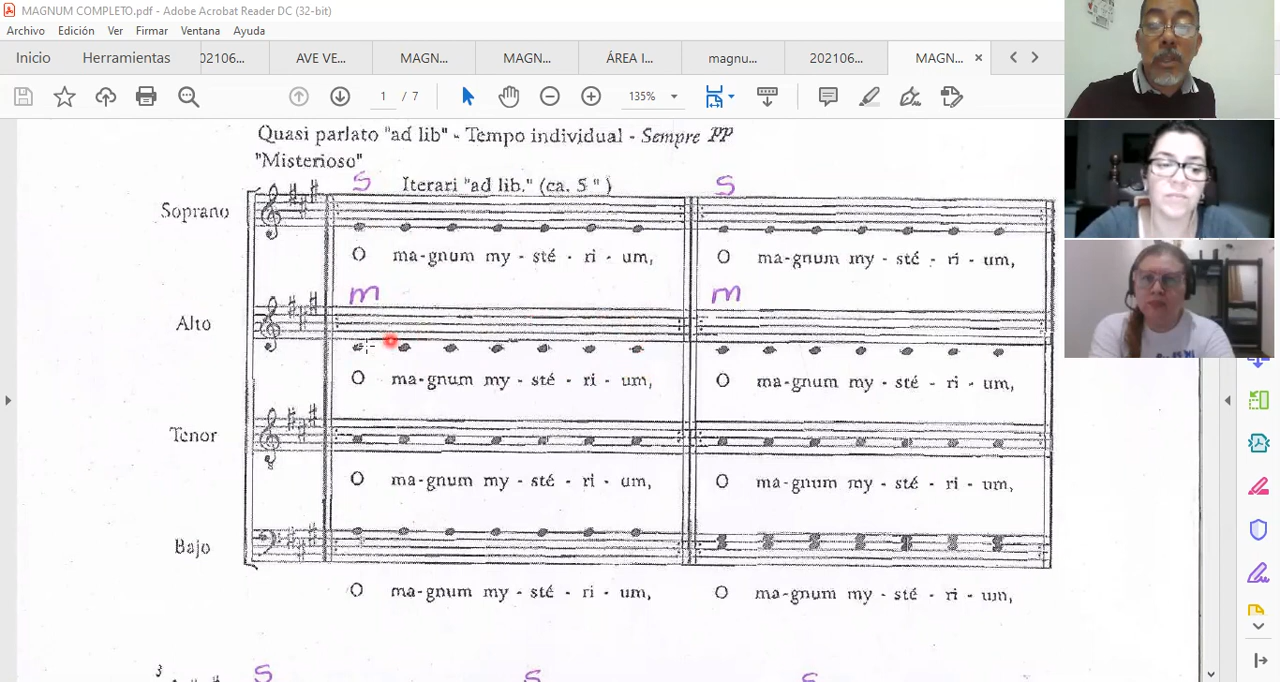 MAGNUM COMPLETO.pdf - Adobe Acrobat Reader DC (32-bit)
Archivo Edición Ver Firmar Ventana Ayuda
Inicio Herramientas 02106... AVE VE... MAGN... MAGN... ÁREA I... magnu... 202106... MAGN... ×
1 / 7 135%
Quasi parlato "ad lib" - Tempo individual - Sempre pp
"Misterioso"
S Iterari "ad lib." (ca. 5 " ) S
Soprano
O ma-gnum my - sté - ri - um, O ma-gnum my - sté - ri - um,
m m
Alto
O ma-gnum my - sté - ri - um, O ma-gnum my - sté - ri - um,
Tenor
8
O ma-gnum my - sté - ri - um, O ma-gnum my - sté - ri - um,
Bajo
O ma-gnum my - sté - ri - um, O ma-gnum my - sté - ri - um,
3 S S S